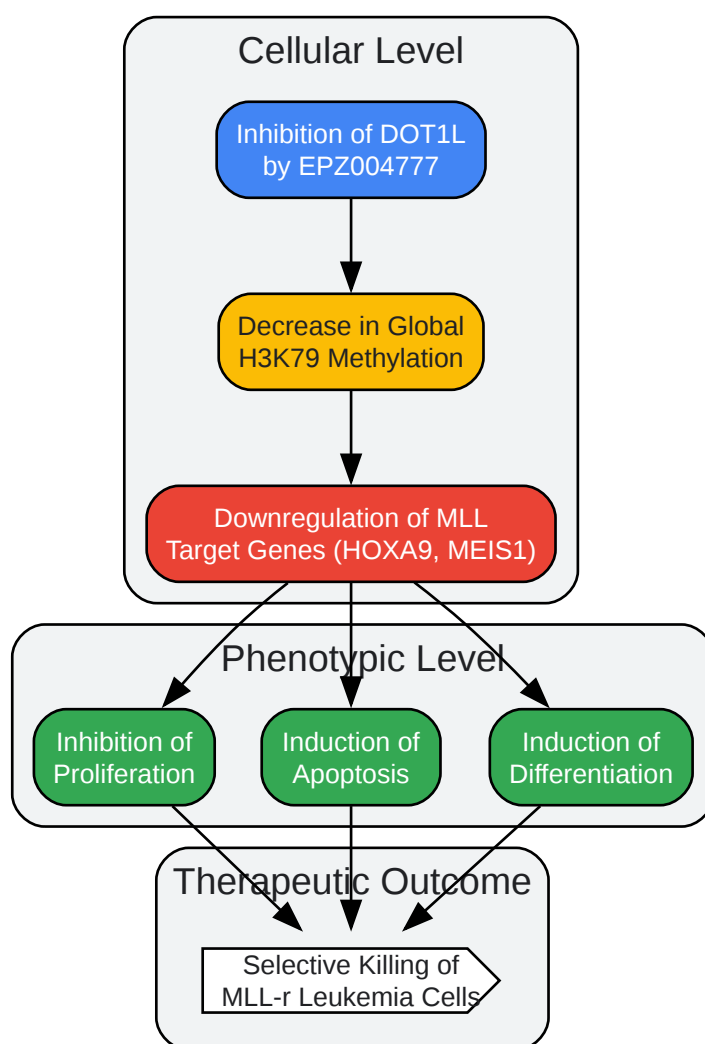 Cellular Level
Inhibition of DOT1L
by EPZ004777
Decrease in Global
H3K79 Methylation
Downregulation of MLL
Target Genes (HOXA9, MEIS1)
Phenotypic Level
Inhibition of
Proliferation
Induction of
Apoptosis
Induction of
Differentiation
Therapeutic Outcome
Selective Killing of
MLL-r Leukemia Cells